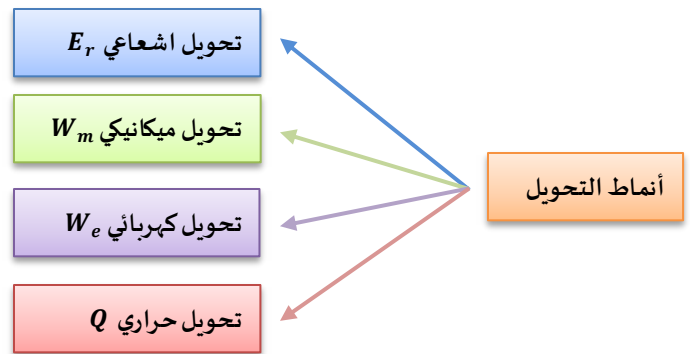 أنماط التحويل
تحويل اشعاعي E_r
تحويل ميكانيكي W_m
تحويل كهربائي W_e
تحويل حراري Q